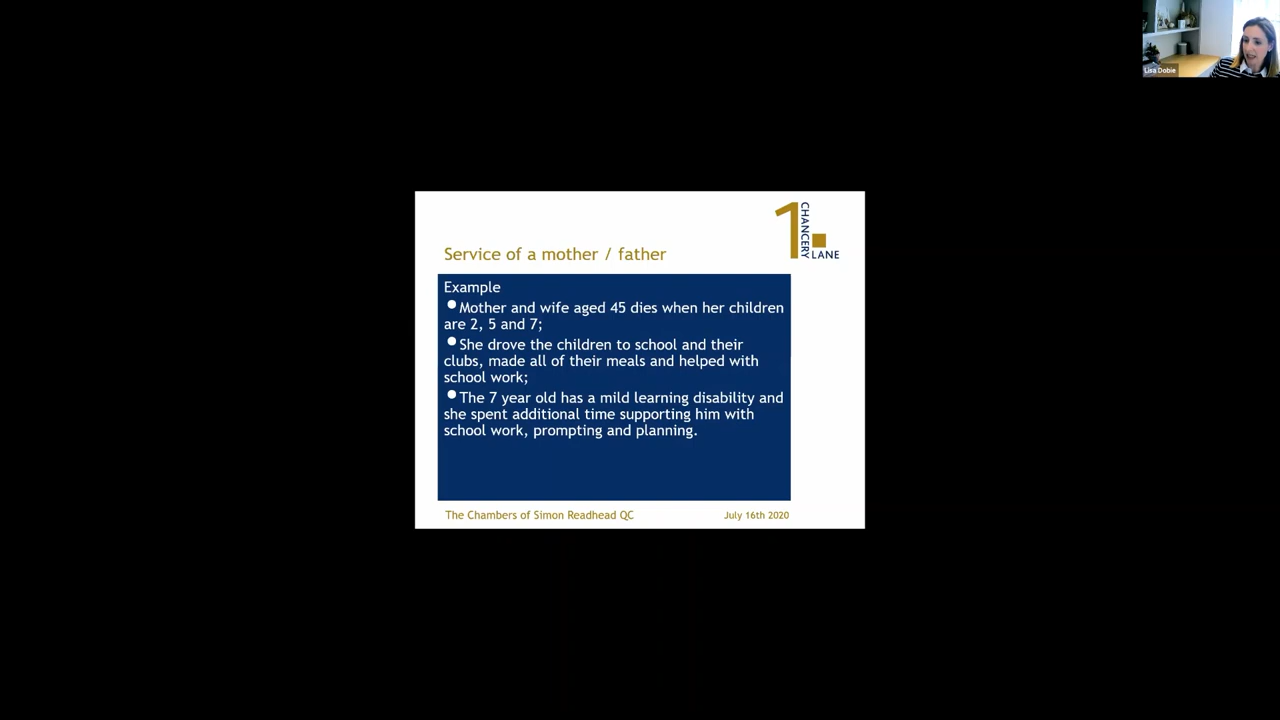 Lisa Dobie
1 CHANCERY LANE
Service of a mother / father
Example
•Mother and wife aged 45 dies when her children
are 2, 5 and 7;
•She drove the children to school and their
clubs, made all of their meals and helped with
school work;
•The 7 year old has a mild learning disability and
she spent additional time supporting him with
school work, prompting and planning.
The Chambers of Simon Readhead QC
July 16th 2020